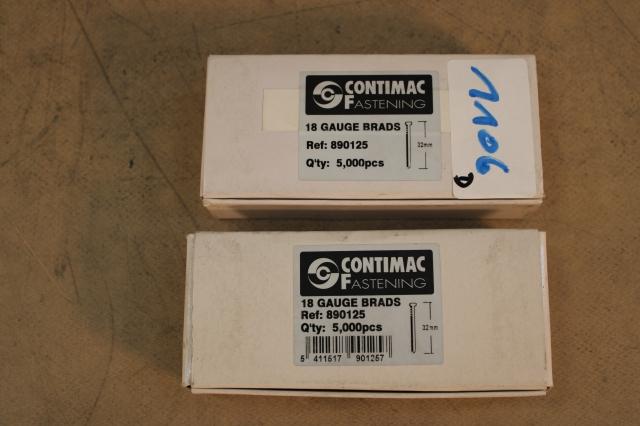 CONTIMAC
FASTENING
18 GAUGE BRADS
Ref: 890125
Q'ty: 5,000pcs
32mm
1106
CONTIMAC
FASTENING
18 GAUGE BRADS
Ref: 890125
Q'ty: 5,000pcs
32mm
5 411517 901257